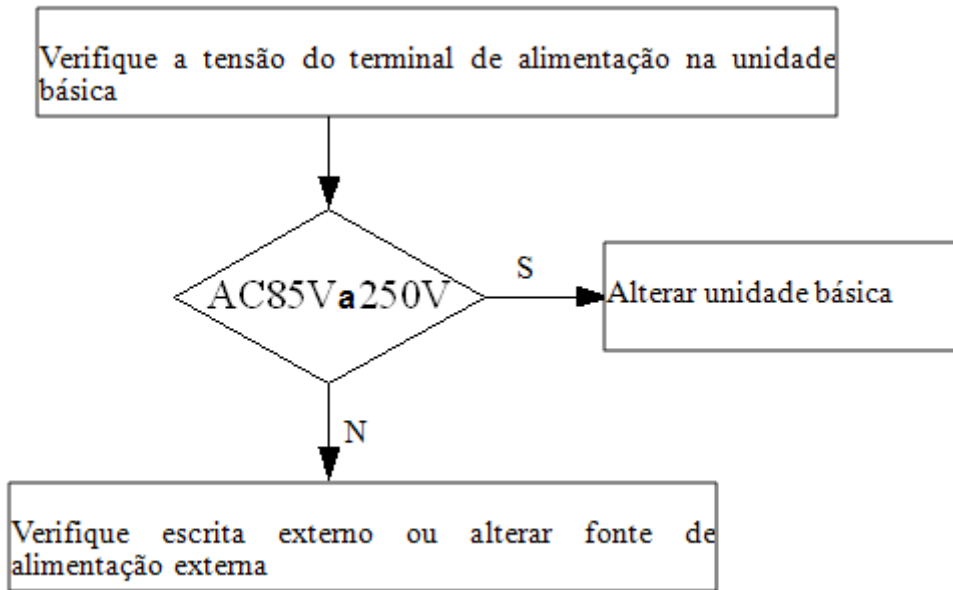 Verifique a tensão do terminal de alimentação na unidade
básica
AC85Va250V
S
Alterar unidade básica
N
Verifique escrita externo ou alterar fonte de
alimentação externa